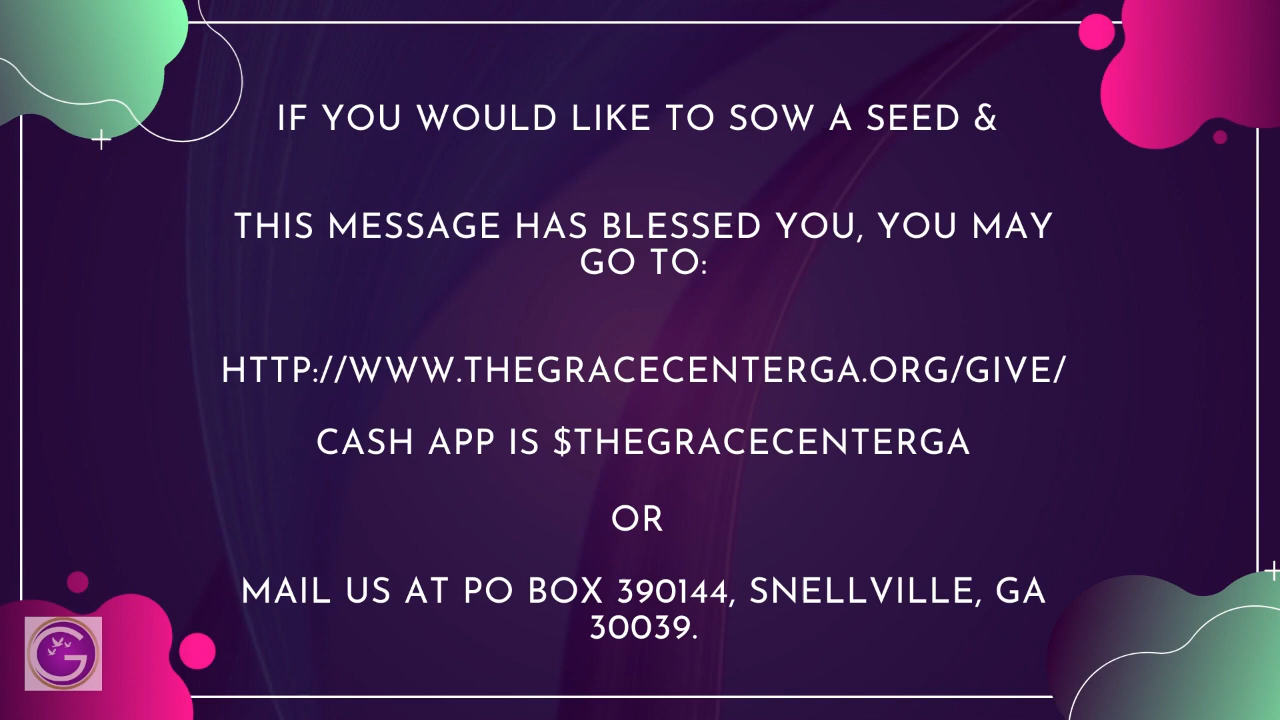 IF YOU WOULD LIKE TO SOW A SEED &
THIS MESSAGE HAS BLESSED YOU, YOU MAY
GO TO:
HTTP://WWW.THEGRACECENTERGA.ORG/GIVE/
CASH APP IS $THEGRACECENTERGA
OR
MAIL US AT PO BOX 390144, SNELLVILLE, GA
30039.
G